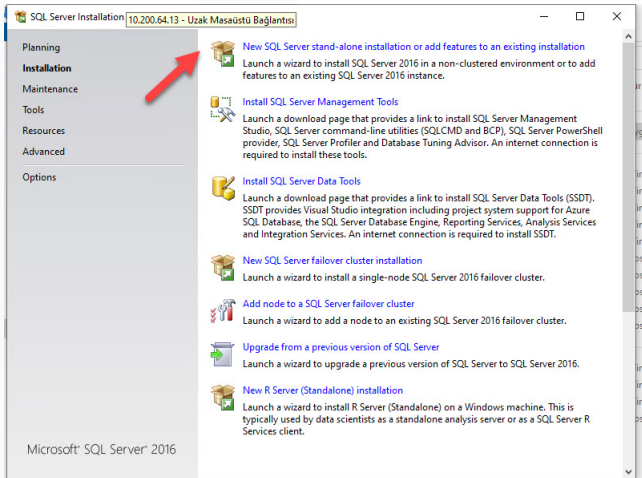 SQL Server Installation
10.200.64.13 - Uzak Masaüstü Bağlantısı
Planning
Installation
Maintenance
Tools
Resources
Advanced
Options
New SQL Server stand-alone installation or add features to an existing installation
Launch a wizard to install SQL Server 2016 in a non-clustered environment or to add
features to an existing SQL Server 2016 instance.
Install SQL Server Management Tools
Launch a download page that provides a link to install SQL Server Management
Studio, SQL Server command-line utilities (SQLCMD and BCP), SQL Server PowerShell
provider, SQL Server Profiler and Database Tuning Advisor. An internet connection is
required to install these tools.
Install SQL Server Data Tools
Launch a download page that provides a link to install SQL Server Data Tools (SSDT).
SSDT provides Visual Studio integration including project system support for Azure
SQL Database, the SQL Server Database Engine, Reporting Services, Analysis Services
and Integration Services. An internet connection is required to install SSDT.
New SQL Server failover cluster installation
Launch a wizard to install a single-node SQL Server 2016 failover cluster.
Add node to a SQL Server failover cluster
Launch a wizard to add a node to an existing SQL Server 2016 failover cluster.
Upgrade from a previous version of SQL Server
Launch a wizard to upgrade a previous version of SQL Server to SQL Server 2016.
New R Server (Standalone) installation
Launch a wizard to install R Server (Standalone) on a Windows machine. This is
typically used by data scientists as a standalone analysis server or as a SQL Server R
Services client.
Microsoft® SQL Server® 2016